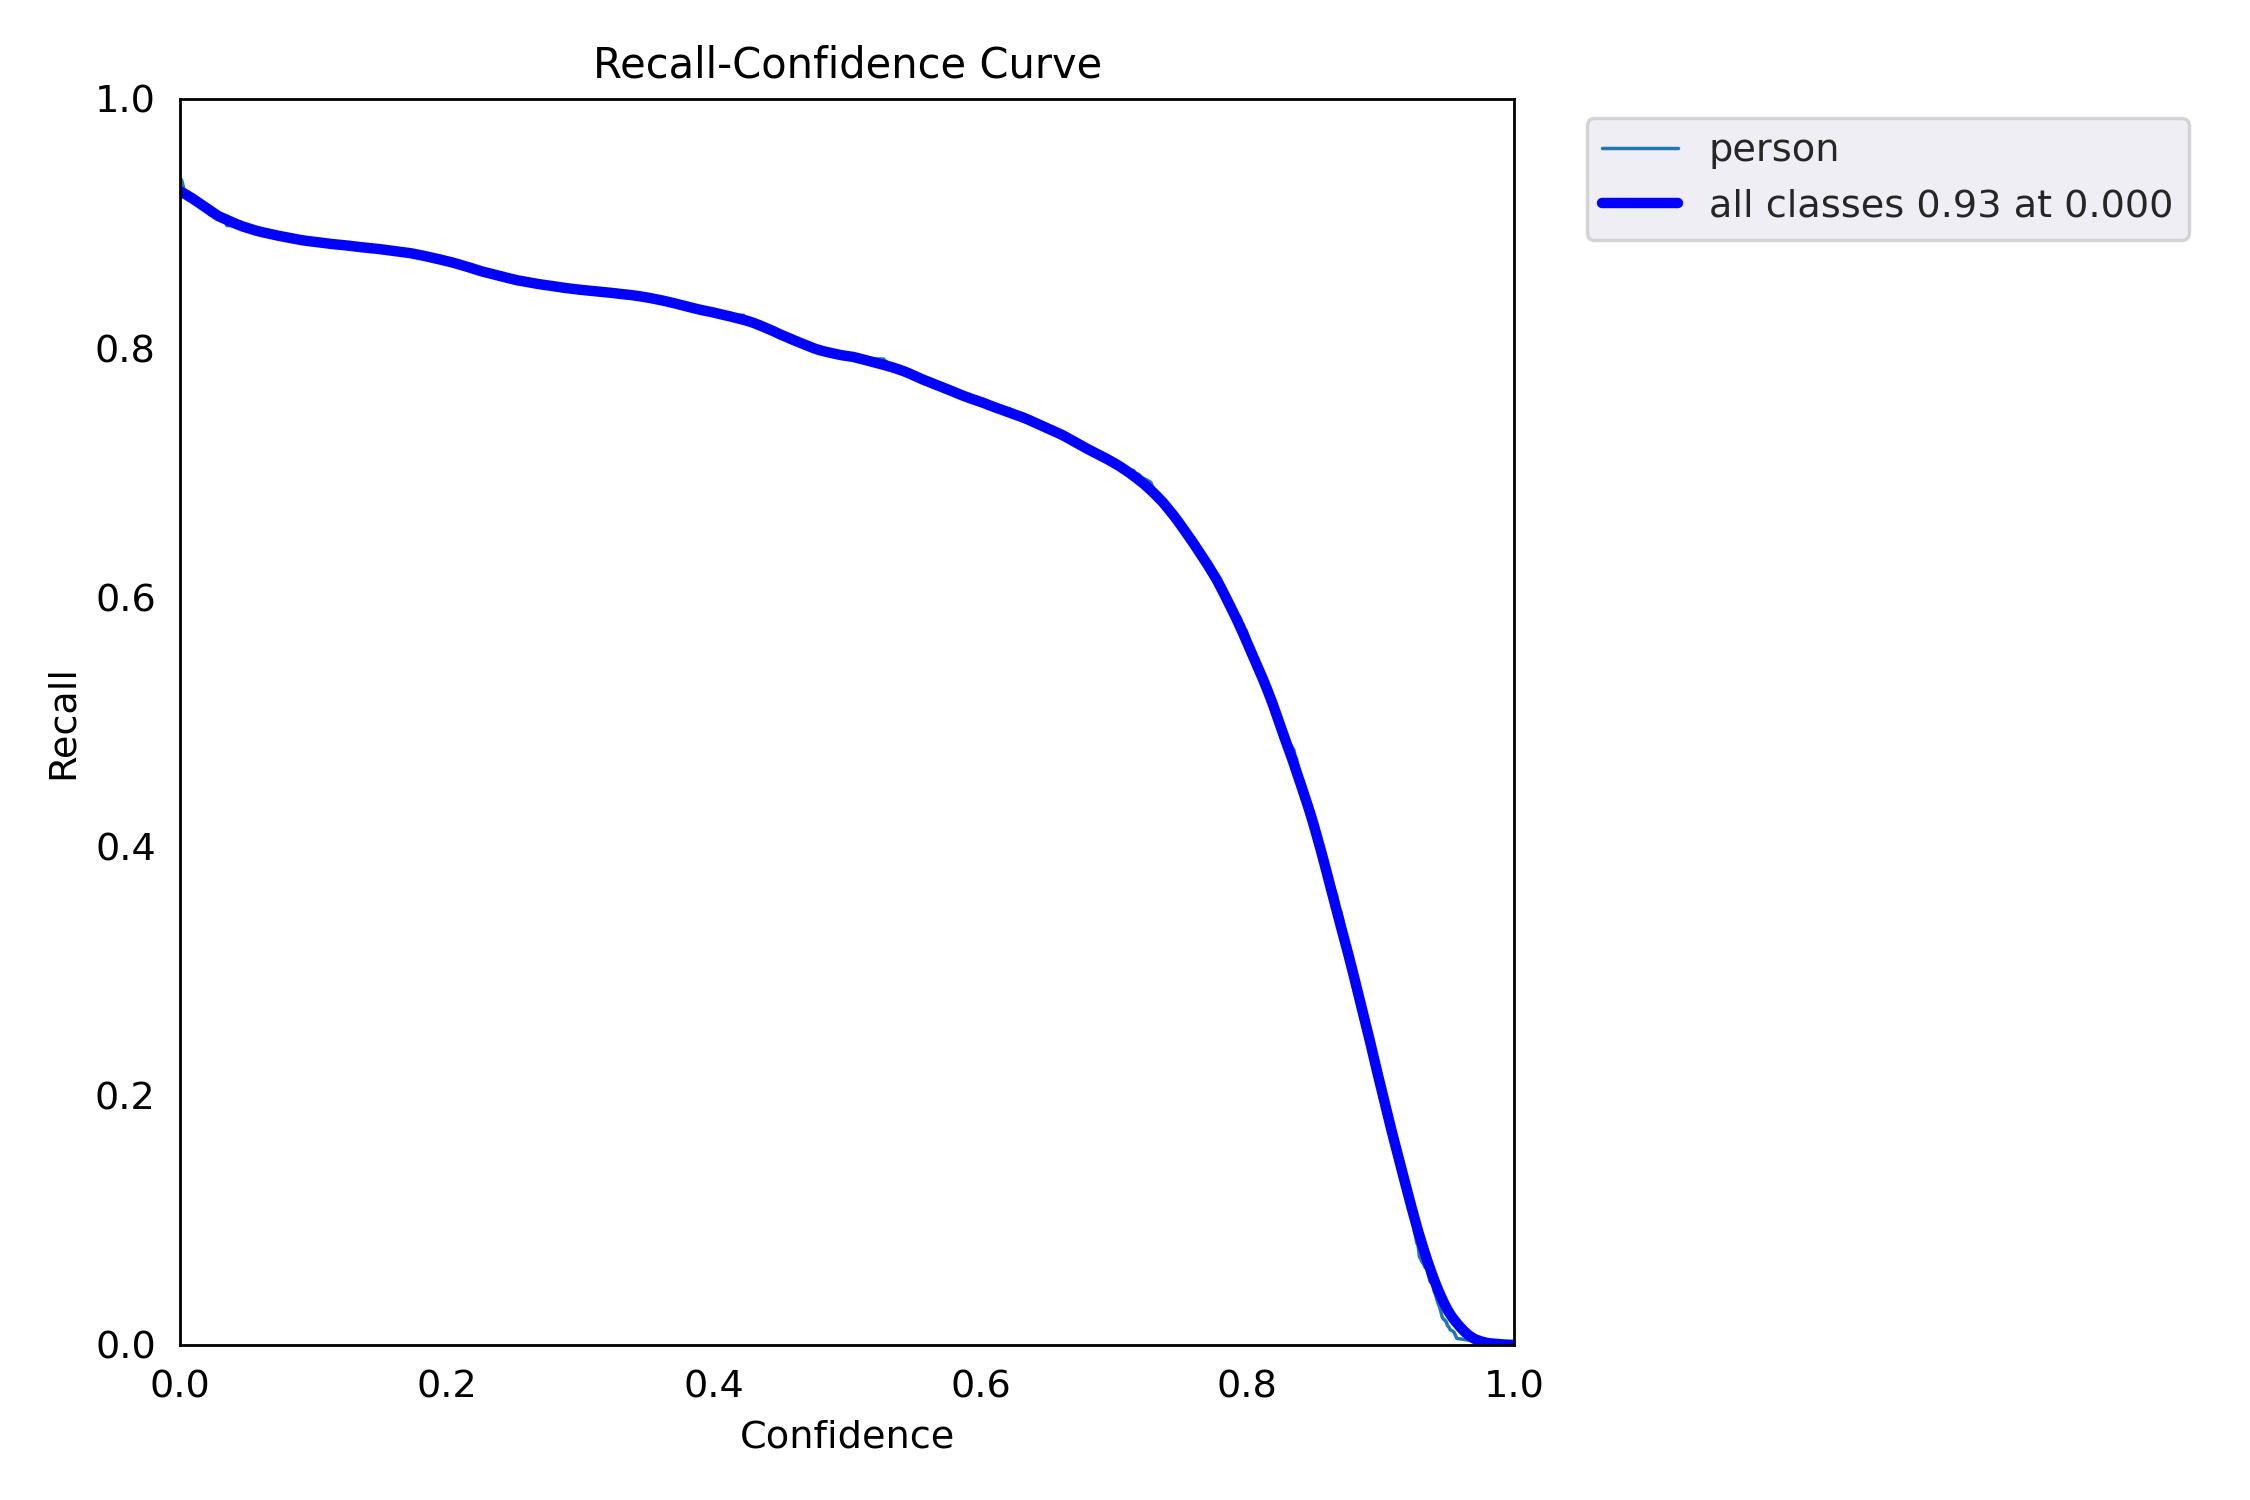 Recall-Confidence Curve
1.0
0.8
0.6
0.4
0.2
0.0
Recall
0.0 0.2 0.4 0.6 0.8 1.0
Confidence
person
all classes 0.93 at 0.000